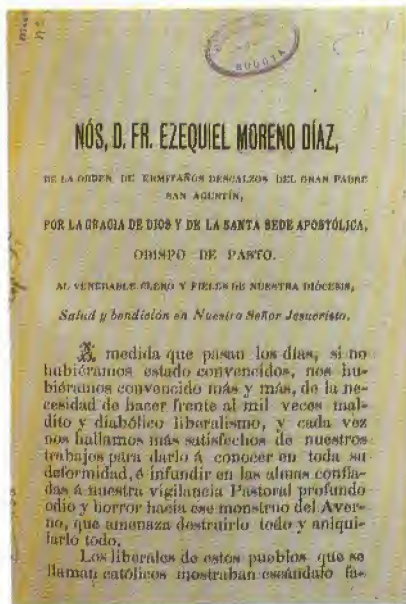 BOGOTÁ
NÓS, D. FR. EZEQUIEL MORENO DÍAZ,
DE LA ORDEN DE ERMITAÑOS DESCALZOS DEL GRAN PADRE
SAN AGUSTÍN,
POR LA GRACIA DE DIOS Y DE LA SANTA SEDE APOSTÓLICA,
OBISPO DE PASTO.
AL VENERABLE CLERO Y FIELES DE NUESTRA DIÓCESIS,
Salud y bendición en Nuestro Señor Jesucristo.
Á medida que pasan los días, si no
hubiéramos estado convencidos, nos hu-
biéramos convencido más y más, de la ne-
cesidad de hacer frente al mil veces mal-
dito y diabólico liberalismo, y cada vez
nos hallamos más satisfechos de nuestros
trabajos para darlo á conocer en toda su
deformidad, é infundir en las almas confia-
das á nuestra vigilancia Pastoral profundo
odio y horror hacia ese monstruo del Aver-
no, que amenaza destruirlo todo y aniqui-
larlo todo.
Los liberales de estos pueblos que se
llaman católicos mostraban escándalo fa-